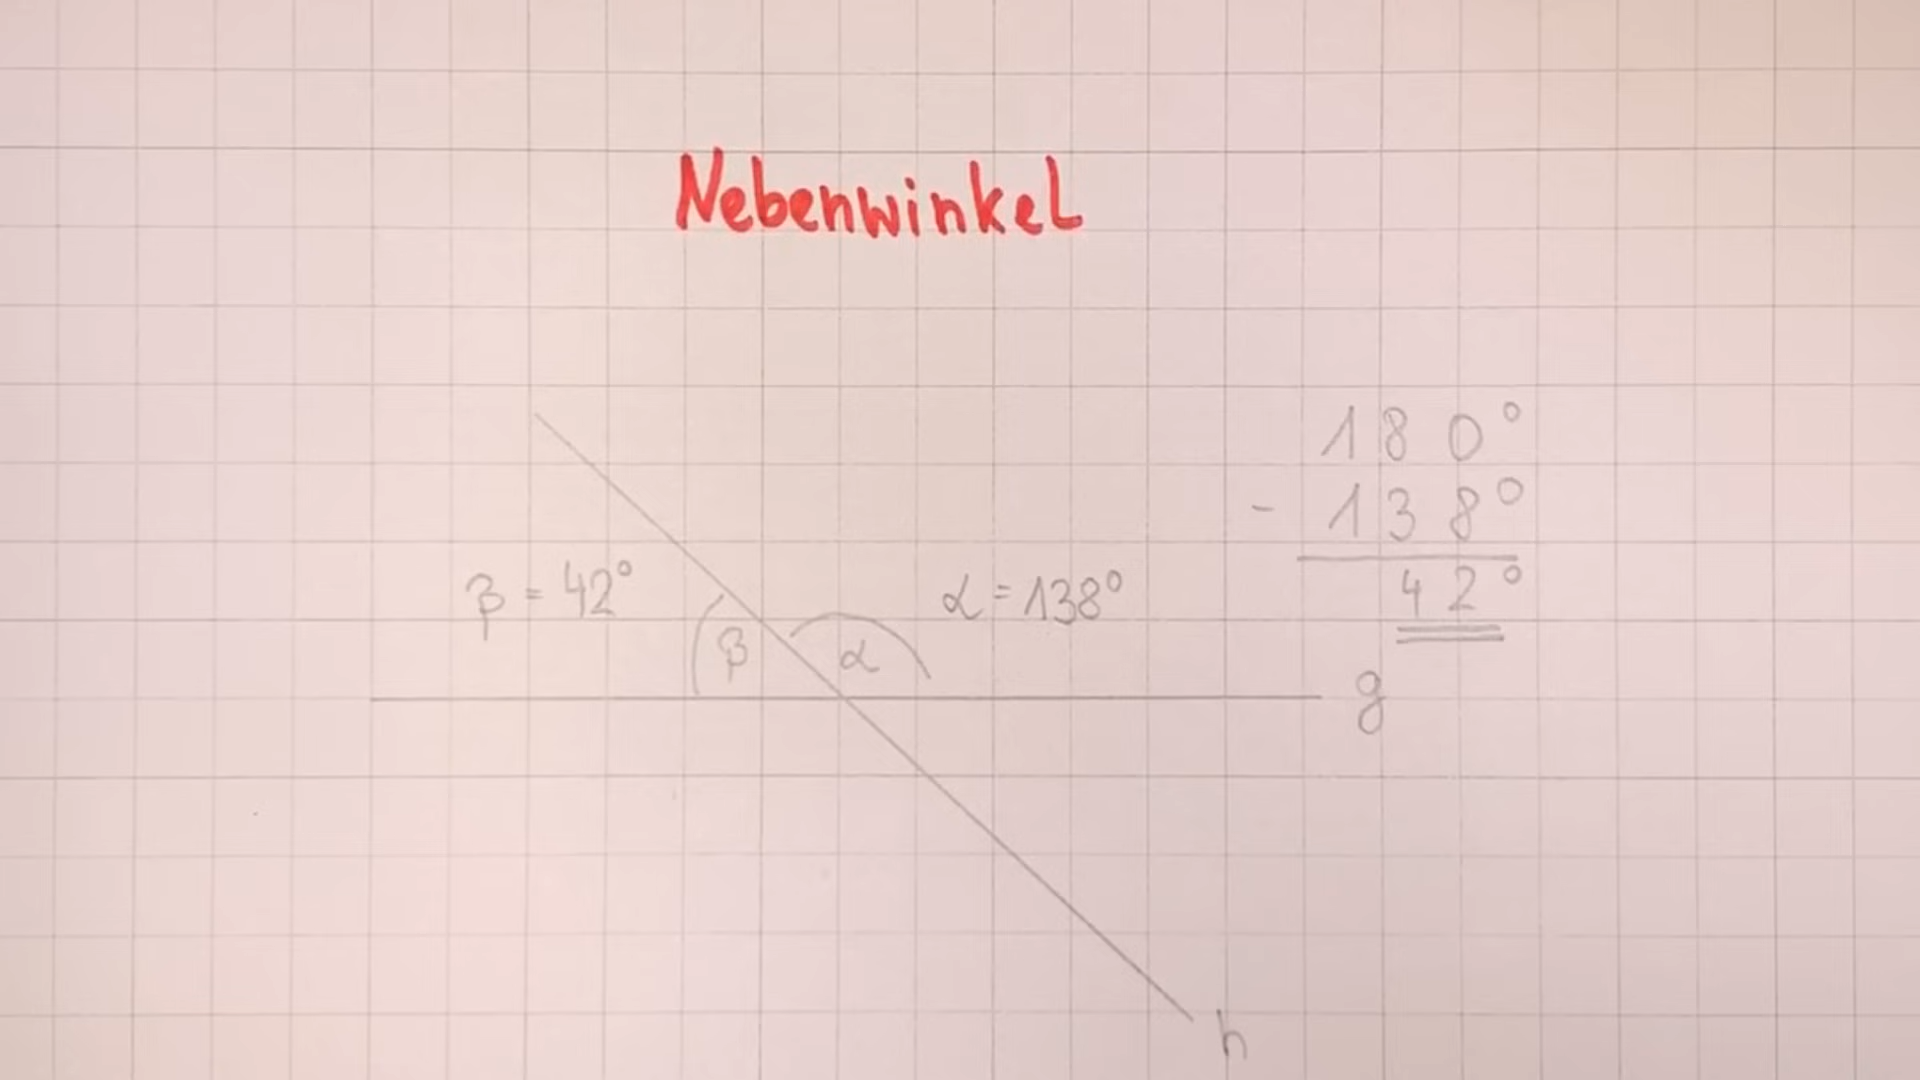 Nebenwinkel
180°
- 138°
42°
β = 42°
α = 138°
β
α
g
h